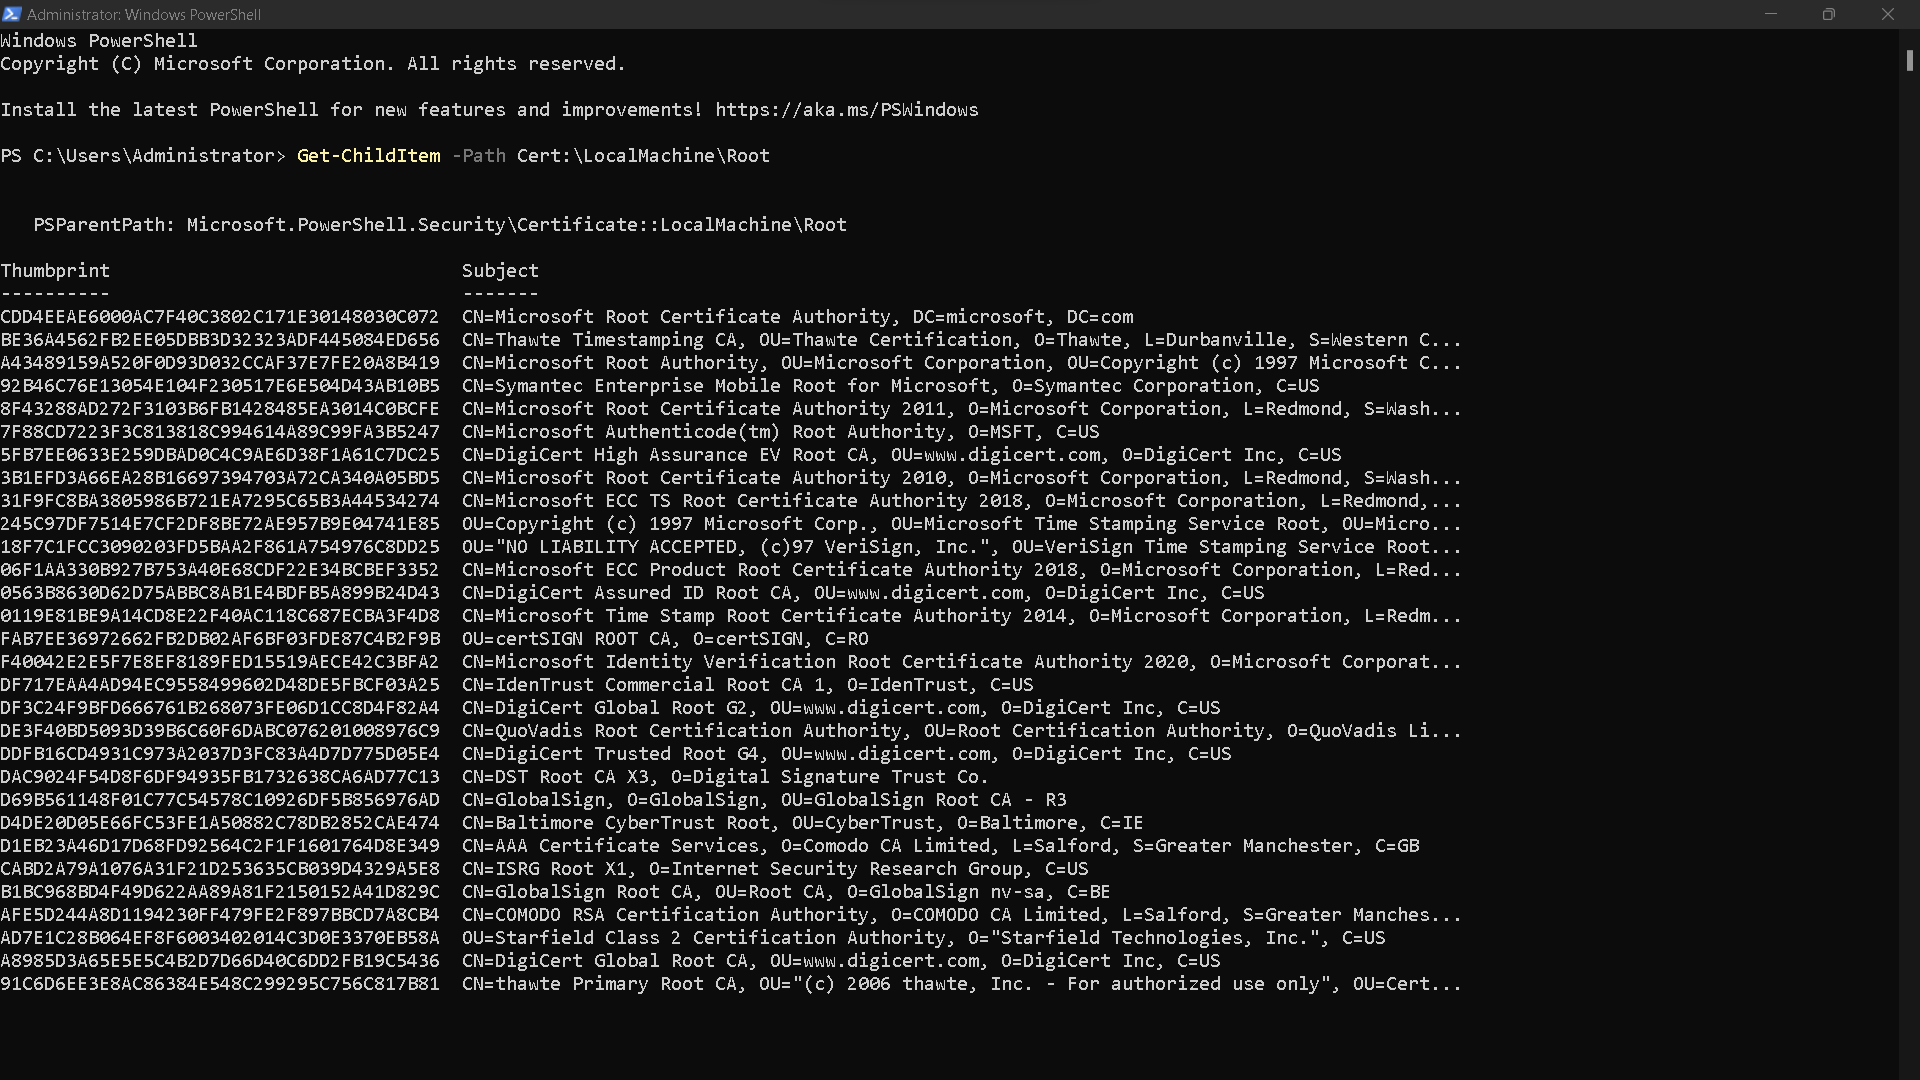 Administrator: Windows PowerShell
Windows PowerShell
Copyright (C) Microsoft Corporation. All rights reserved.
Install the latest PowerShell for new features and improvements! https://aka.ms/PSWindows
PS C:\Users\Administrator> Get-ChildItem -Path Cert:\LocalMachine\Root
PSParentPath: Microsoft.PowerShell.Security\Certificate::LocalMachine\Root
Thumbprint Subject
---------- -------
CDD4EEAE6000AC7F40C3802C171E30148030C072 CN=Microsoft Root Certificate Authority, DC=microsoft, DC=com
BE36A4562FB2EE05DBB3D32323ADF445084ED656 CN=Thawte Timestamping CA, OU=Thawte Certification, O=Thawte, L=Durbanville, S=Western C...
A43489159A520F0D93D032CCAF37E7FE20A8B419 CN=Microsoft Root Authority, OU=Microsoft Corporation, OU=Copyright (c) 1997 Microsoft C...
92B46C76E13054E104F230517E6E504D43AB10B5 CN=Symantec Enterprise Mobile Root for Microsoft, O=Symantec Corporation, C=US
8F43288AD272F3103B6FB1428485EA3014C0BCFE CN=Microsoft Root Certificate Authority 2011, O=Microsoft Corporation, L=Redmond, S=Wash...
7F88CD7223F3C813818C994614A89C99FA3B5247 CN=Microsoft Authenticode(tm) Root Authority, O=MSFT, C=US
5FB7EE0633E259DBAD0C4C9AE6D38F1A61C7DC25 CN=DigiCert High Assurance EV Root CA, OU=www.digicert.com, O=DigiCert Inc, C=US
3B1EFD3A66EA28B16697394703A72CA340A05BD5 CN=Microsoft Root Certificate Authority 2010, O=Microsoft Corporation, L=Redmond, S=Wash...
31F9FC8BA3805986B721EA7295C65B3A44534274 CN=Microsoft ECC TS Root Certificate Authority 2018, O=Microsoft Corporation, L=Redmond,...
245C97DF7514E7CF2DF8BE72AE957B9E04741E85 OU=Copyright (c) 1997 Microsoft Corp., OU=Microsoft Time Stamping Service Root, OU=Micro...
18F7C1FCC3090203FD5BAA2F861A754976C8DD25 OU="NO LIABILITY ACCEPTED, (c)97 VeriSign, Inc.", OU=VeriSign Time Stamping Service Root...
06F1AA330B927B753A40E68CDF22E34BCBEF3352 CN=Microsoft ECC Product Root Certificate Authority 2018, O=Microsoft Corporation, L=Red...
0563B8630D62D75ABBC8AB1E4BDFB5A899B24D43 CN=DigiCert Assured ID Root CA, OU=www.digicert.com, O=DigiCert Inc, C=US
0119E81BE9A14CD8E22F40AC118C687ECBA3F4D8 CN=Microsoft Time Stamp Root Certificate Authority 2014, O=Microsoft Corporation, L=Redm...
FAB7EE36972662FB2DB02AF6BF03FDE87C4B2F9B OU=certSIGN ROOT CA, O=certSIGN, C=RO
F40042E2E5F7E8EF8189FED15519AECE42C3BFA2 CN=Microsoft Identity Verification Root Certificate Authority 2020, O=Microsoft Corporat...
DF717EAA4AD94EC9558499602D48DE5FBCF03A25 CN=IdenTrust Commercial Root CA 1, O=IdenTrust, C=US
DF3C24F9BFD666761B268073FE06D1CC8D4F82A4 CN=DigiCert Global Root G2, OU=www.digicert.com, O=DigiCert Inc, C=US
DE3F40BD5093D39B6C60F6DABC076201008976C9 CN=QuoVadis Root Certification Authority, OU=Root Certification Authority, O=QuoVadis Li...
DDFB16CD4931C973A2037D3FC83A4D7D775D05E4 CN=DigiCert Trusted Root G4, OU=www.digicert.com, O=DigiCert Inc, C=US
DAC9024F54D8F6DF94935FB1732638CA6AD77C13 CN=DST Root CA X3, O=Digital Signature Trust Co.
D69B561148F01C77C54578C10926DF5B856976AD CN=GlobalSign, O=GlobalSign, OU=GlobalSign Root CA - R3
D4DE20D05E66FC53FE1A50882C78DB2852CAE474 CN=Baltimore CyberTrust Root, OU=CyberTrust, O=Baltimore, C=IE
D1EB23A46D17D68FD92564C2F1F1601764D8E349 CN=AAA Certificate Services, O=Comodo CA Limited, L=Salford, S=Greater Manchester, C=GB
CABD2A79A1076A31F21D253635CB039D4329A5E8 CN=ISRG Root X1, O=Internet Security Research Group, C=US
B1BC968BD4F49D622AA89A81F2150152A41D829C CN=GlobalSign Root CA, OU=Root CA, O=GlobalSign nv-sa, C=BE
AFE5D244A8D1194230FF479FE2F897BBCD7A8CB4 CN=COMODO RSA Certification Authority, O=COMODO CA Limited, L=Salford, S=Greater Manches...
AD7E1C28B064EF8F6003402014C3D0E3370EB58A OU=Starfield Class 2 Certification Authority, O="Starfield Technologies, Inc.", C=US
A8985D3A65E5E5C4B2D7D66D40C6DD2FB19C5436 CN=DigiCert Global Root CA, OU=www.digicert.com, O=DigiCert Inc, C=US
91C6D6EE3E8AC86384E548C299295C756C817B81 CN=thawte Primary Root CA, OU="(c) 2006 thawte, Inc. - For authorized use only", OU=Cert...